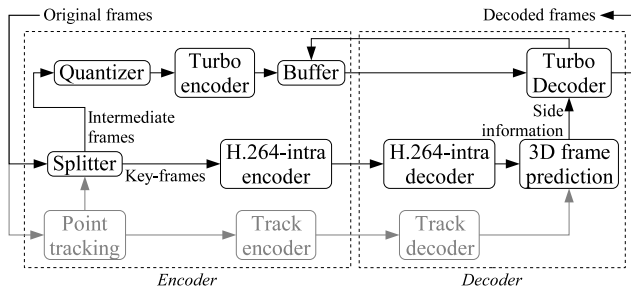 Original frames
Decoded frames
Quantizer
Turbo
encoder
Buffer
Turbo
Decoder
Intermediate
frames
Side
information
Splitter
Key-frames
H.264-intra
encoder
H.264-intra
decoder
3D frame
prediction
Point
tracking
Track
encoder
Track
decoder
Encoder
Decoder